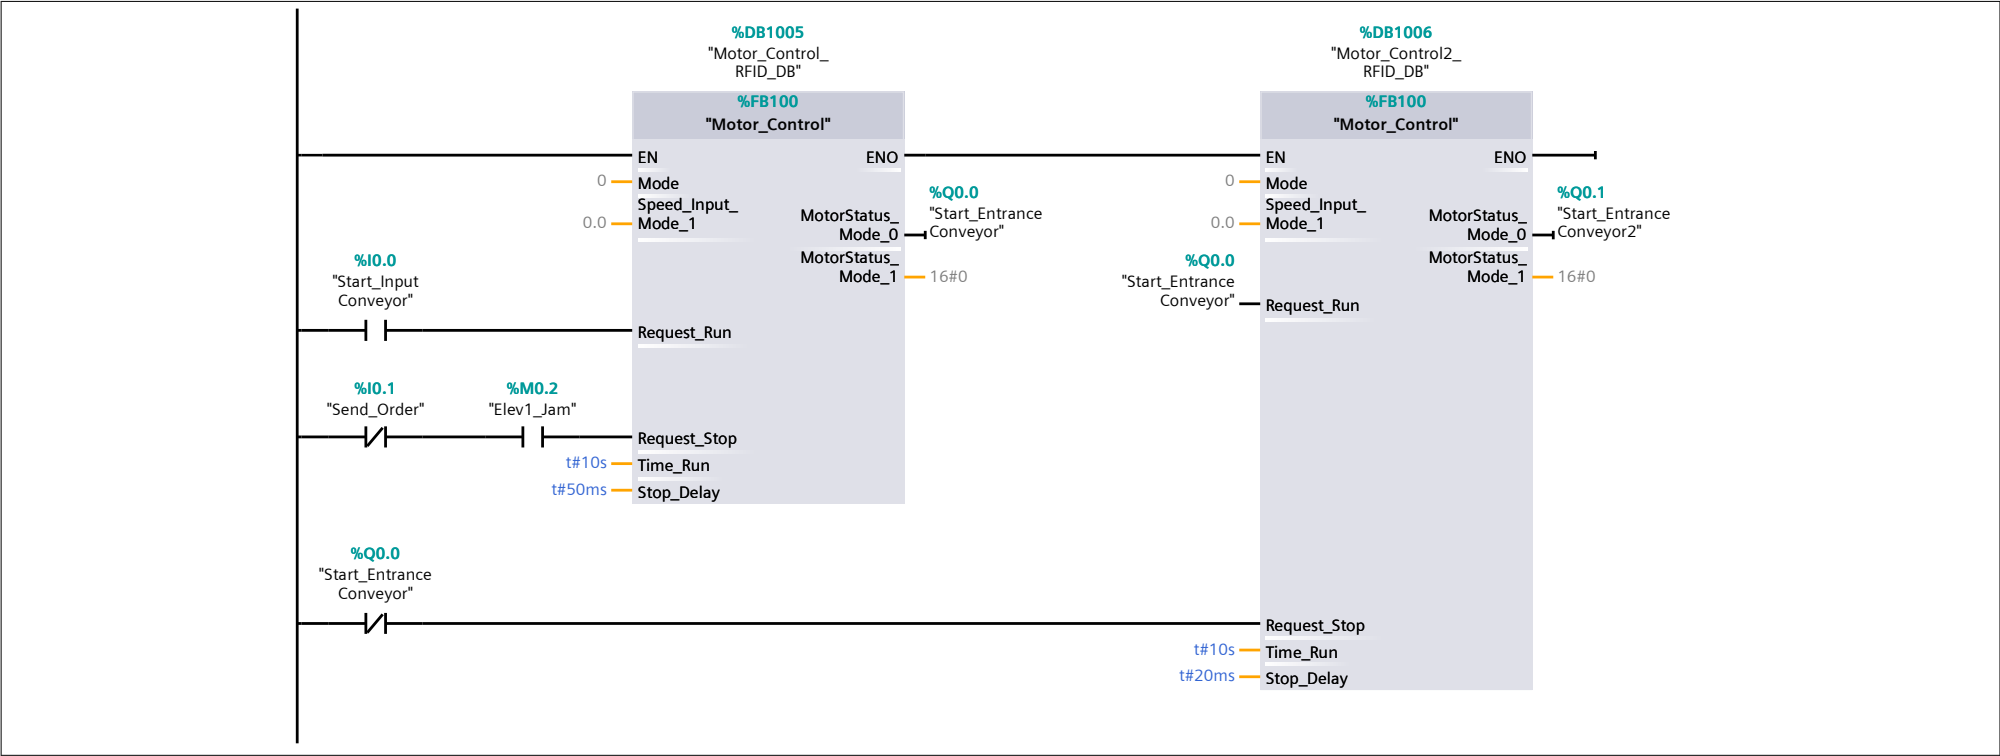 %DB1005
"Motor_Control_
RFID_DB"
%FB100
"Motor_Control"
EN
ENO
0
Mode
Speed_Input_
0.0
Mode_1
MotorStatus_
Mode_0
%Q0.0
"Start_Entrance
Conveyor"
MotorStatus_
Mode_1
16#0
%I0.0
"Start_Input
Conveyor"
Request_Run
%I0.1
"Send_Order"
%M0.2
"Elev1_Jam"
Request_Stop
t#10s
Time_Run
t#50ms
Stop_Delay
%DB1006
"Motor_Control2_
RFID_DB"
%FB100
"Motor_Control"
EN
ENO
0
Mode
Speed_Input_
0.0
Mode_1
MotorStatus_
Mode_0
%Q0.1
"Start_Entrance
Conveyor2"
MotorStatus_
Mode_1
16#0
%Q0.0
"Start_Entrance
Conveyor"
Request_Run
%Q0.0
"Start_Entrance
Conveyor"
Request_Stop
t#10s
Time_Run
t#20ms
Stop_Delay